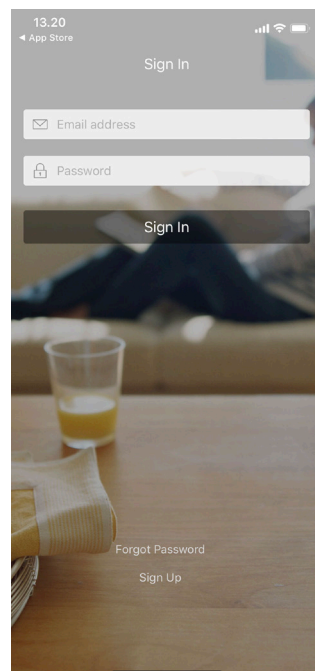 13.20
◀ App Store
Sign In
Email address
Password
Sign In
Forgot Password
Sign Up